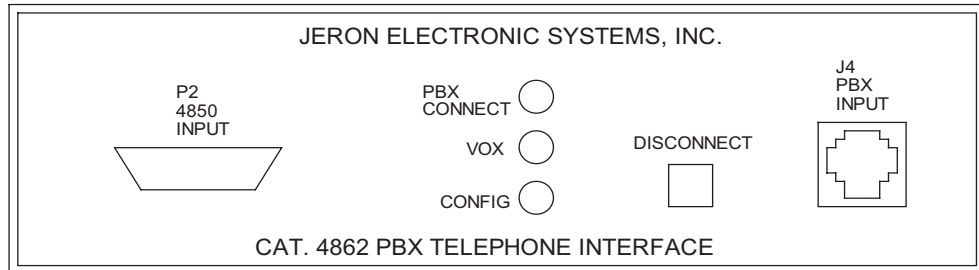 JERON ELECTRONIC SYSTEMS, INC.
P2
4850
INPUT
PBX
CONNECT
VOX
CONFIG
DISCONNECT
J4
PBX
INPUT
CAT. 4862 PBX TELEPHONE INTERFACE